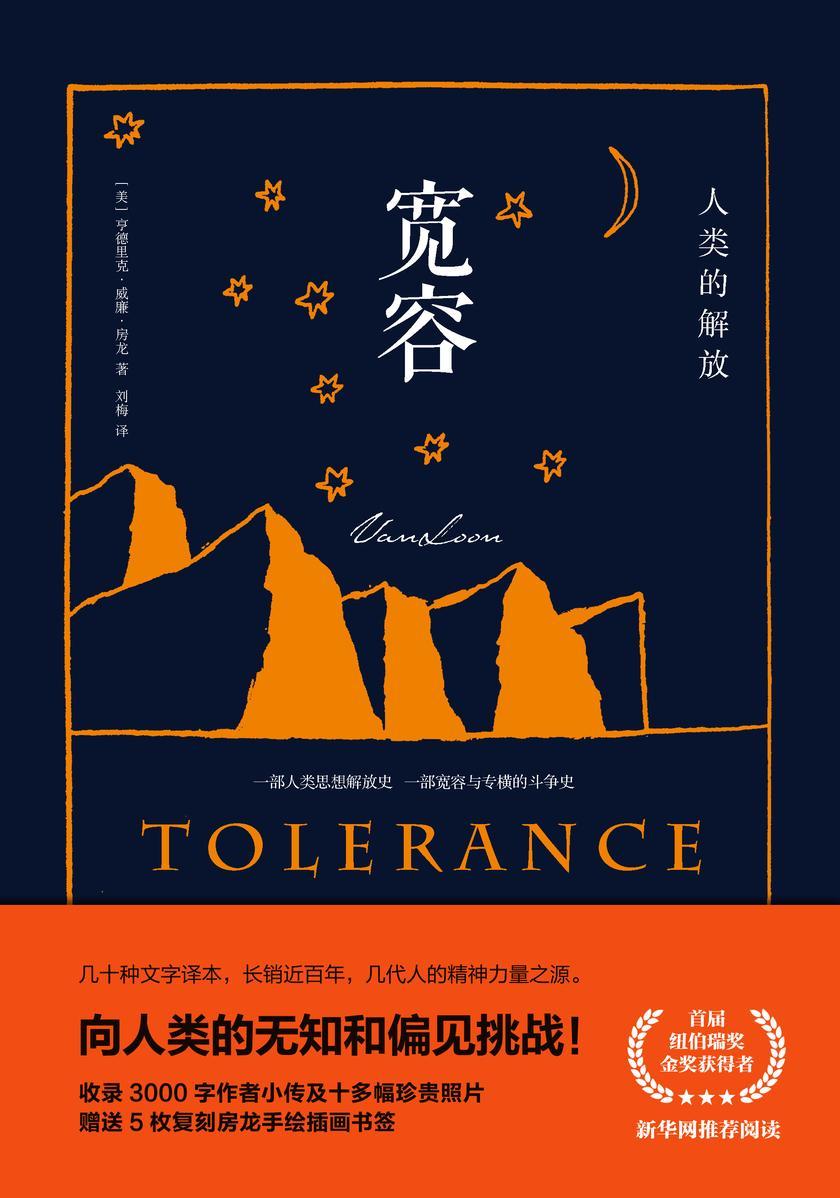 宽容
人类的解放
[美]亨德里克·威廉·房龙 著 刘梅 译
VanLoon
一部人类思想解放史 一部宽容与专横的斗争史
TOLERANCE
几十种文字译本，长销近百年，几代人的精神力量之源。
向人类的无知和偏见挑战！
收录 3000 字作者小传及十多幅珍贵照片
赠送 5 枚复刻房龙手绘插画书签
首届
纽伯瑞奖
金奖获得者
新华网推荐阅读